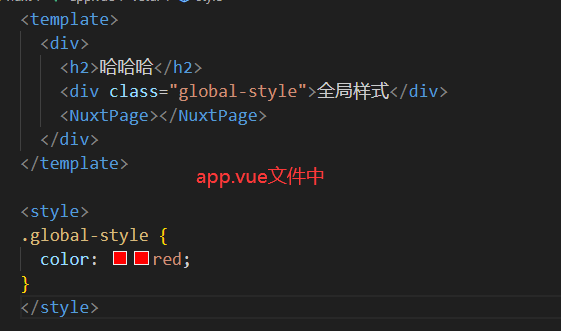 <template>
<div>
<h2>哈哈哈</h2>
<div class="global-style">全局样式</div>
<NuxtPage></NuxtPage>
</div>
</template>
app.vue文件中
<style>
.global-style {
color: red;
}
</style>